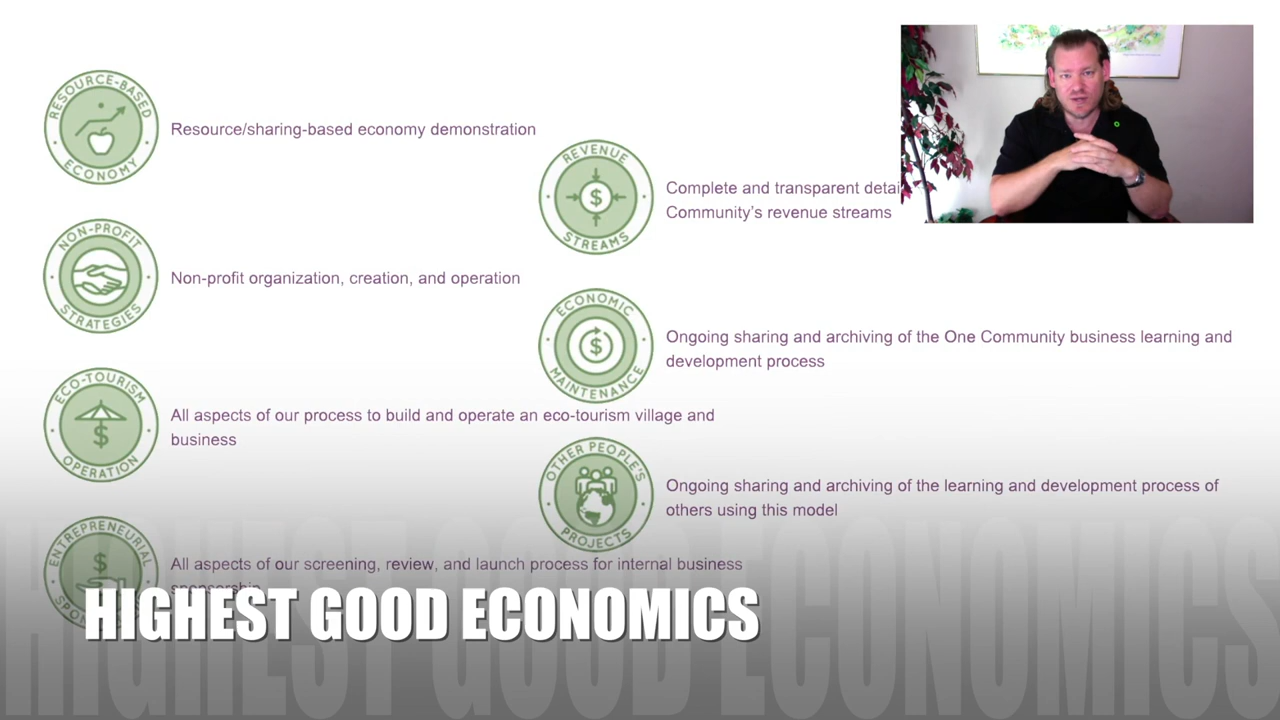 RESOURCE-BASED
ECONOMY
Resource/sharing-based economy demonstration
NON-PROFIT
STRATEGIES
Non-profit organization, creation, and operation
ECO-TOURISM
$
OPERATION
All aspects of our process to build and operate an eco-tourism village and
business
ENTREPRENEURIAL
$
All aspects of our screening, review, and launch process for internal business
sponsorship
REVENUE
$
STREAMS
Complete and transparent
Community's revenue streams
ECONOMIC
$
MAINTENANCE
Ongoing sharing and archiving of the One Community business learning and
development process
OTHER PEOPLE'S
PROJECTS
Ongoing sharing and archiving of the learning and development process of
others using this model
HIGHEST GOOD ECONOMICS
HIGHEST GOOD ECONOMICS